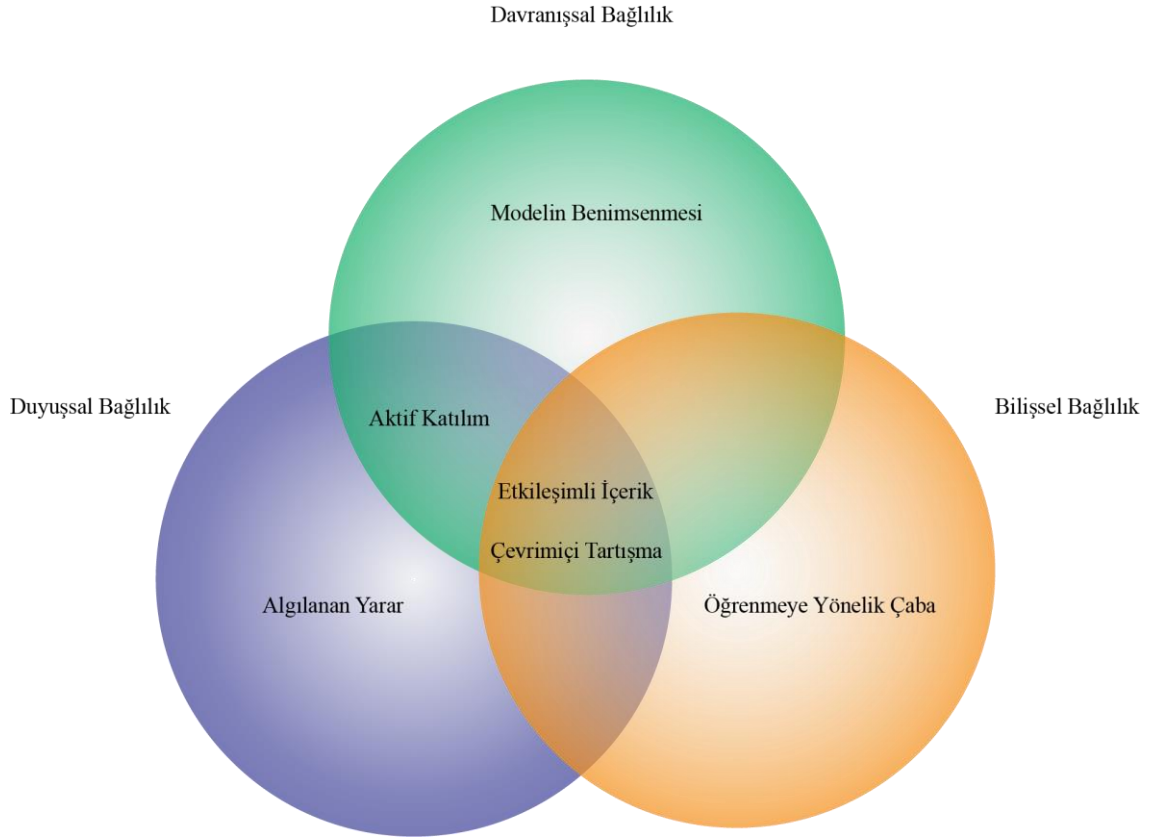 Davranışsal Bağlılık
Modelin Benimsenmesi
Duyuşsal Bağlılık
Bilişsel Bağlılık
Aktif Katılım
Etkileşimli İçerik
Çevrimiçi Tartışma
Algılanan Yarar
Öğrenmeye Yönelik Çaba